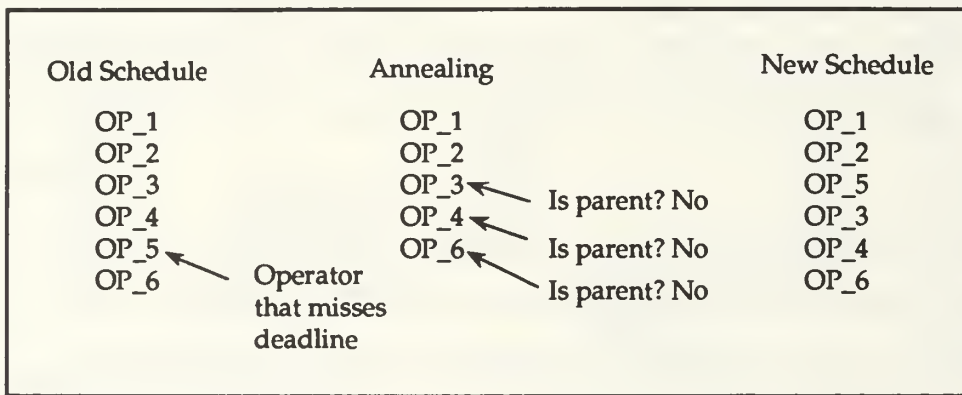 Old Schedule
OP_1
OP_2
OP_3
OP_4
OP_5
OP_6
Operator
that misses
deadline
Annealing
OP_1
OP_2
OP_3
OP_4
OP_6
Is parent? No
Is parent? No
Is parent? No
New Schedule
OP_1
OP_2
OP_5
OP_3
OP_4
OP_6